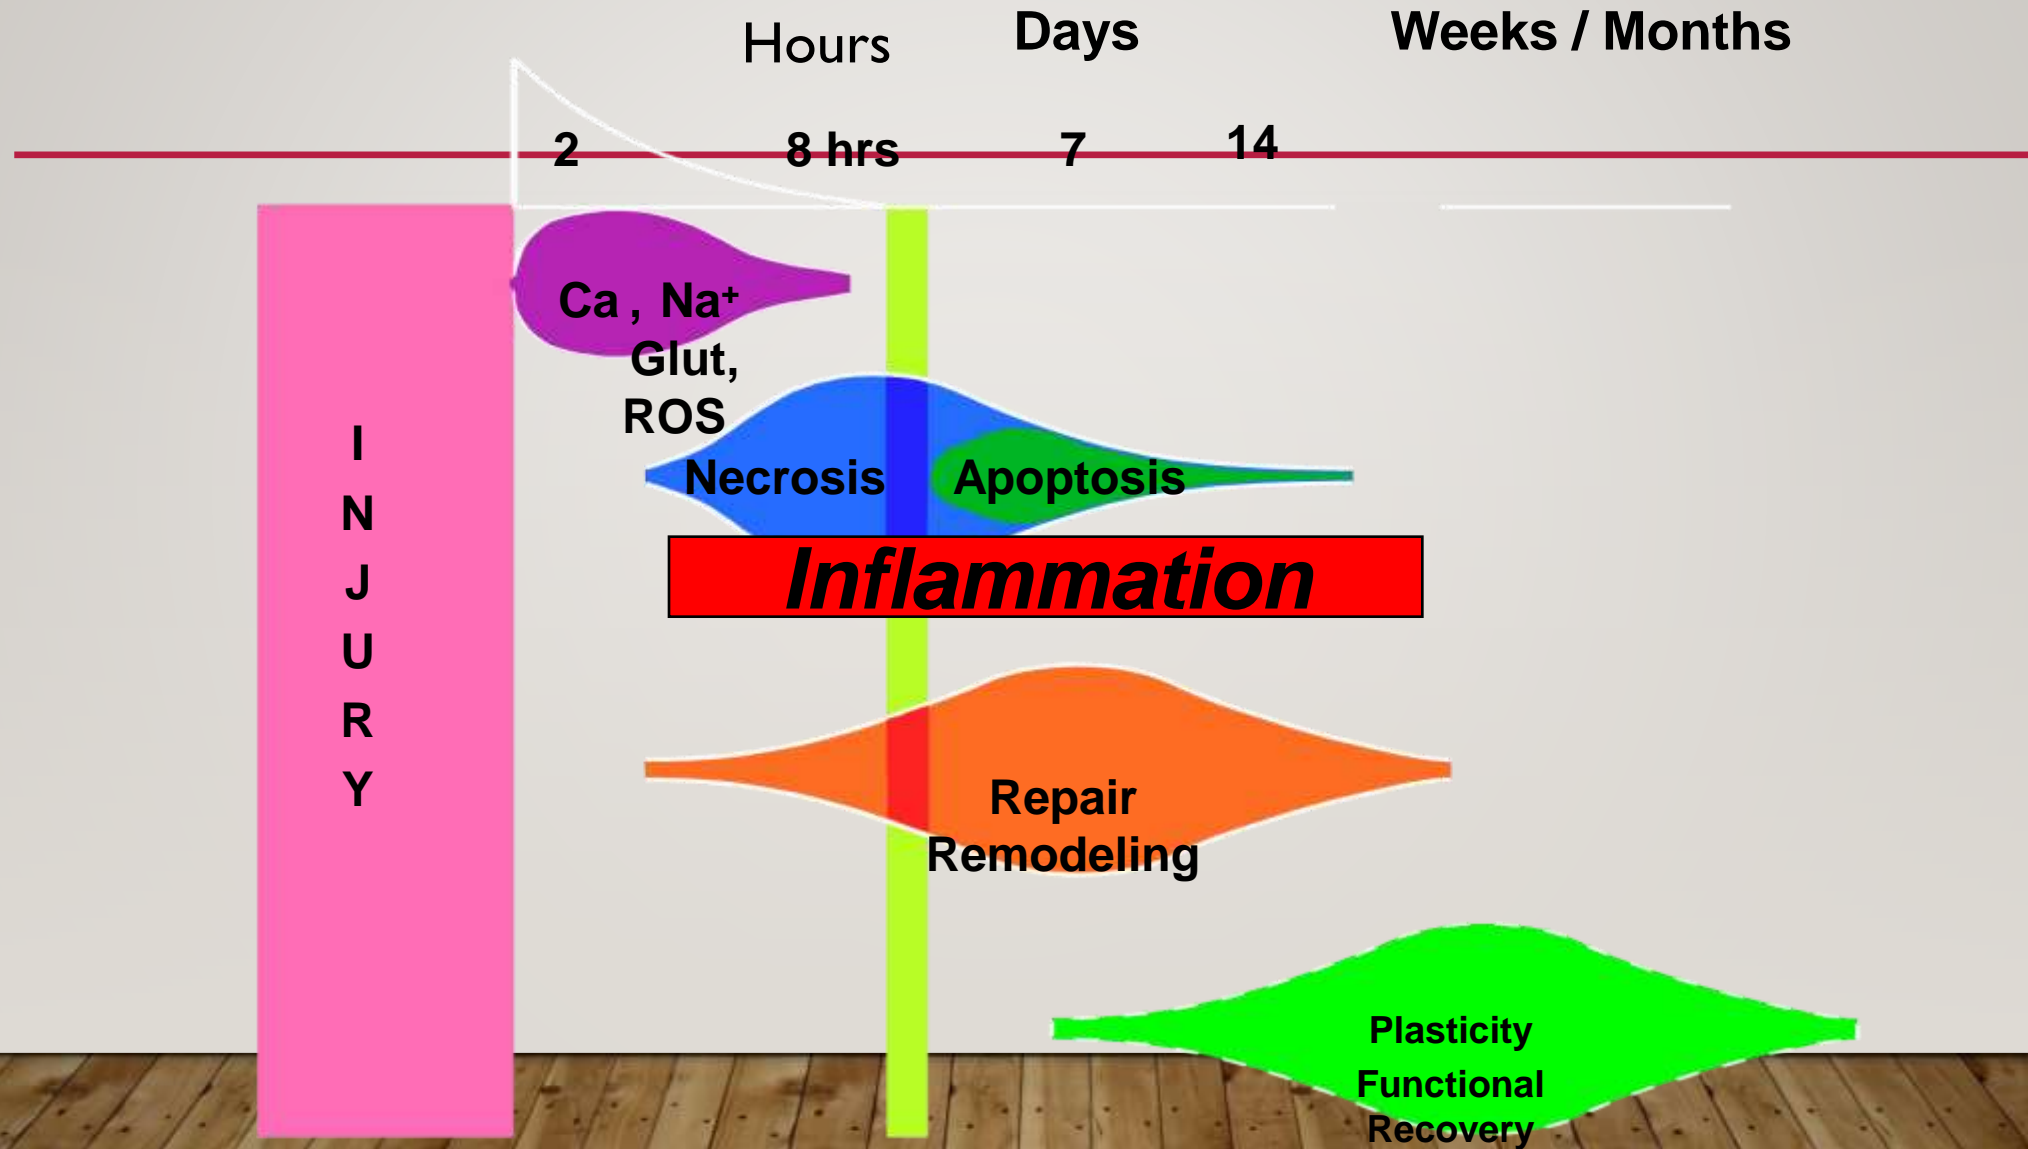 Hours Days Weeks / Months
2 8 hrs 7 14
Ca , Na⁺
Glut,
ROS
I
N
J
U
R
Y
Necrosis Apoptosis
Inflammation
Repair
Remodeling
Plasticity
Functional
Recovery